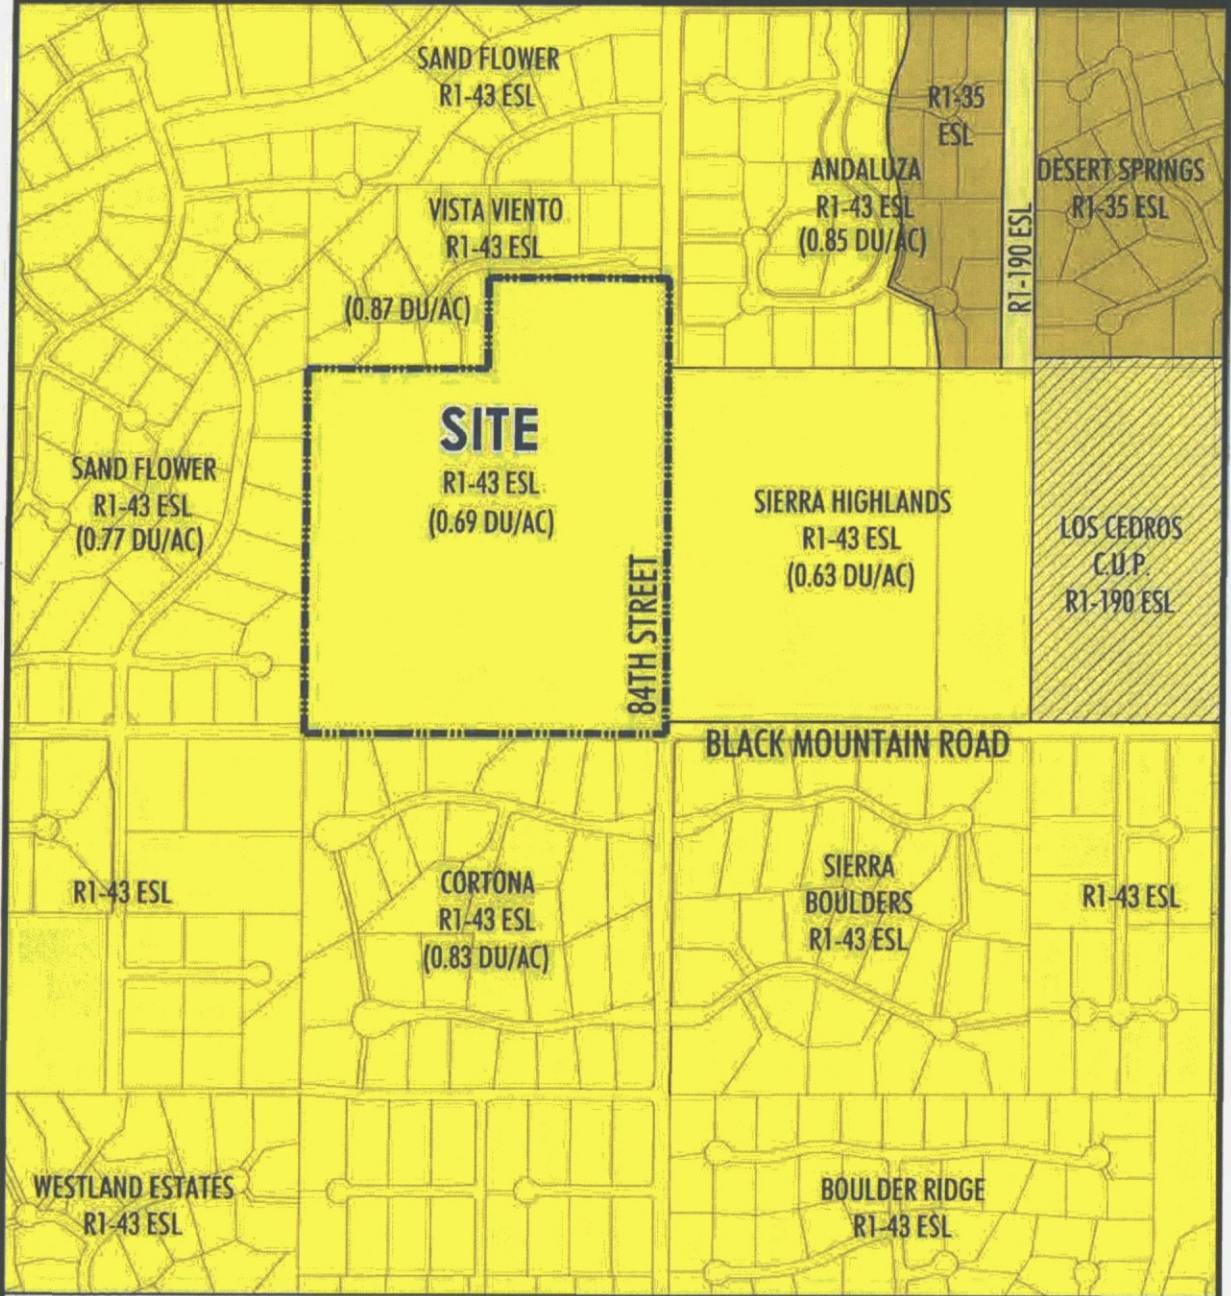 SAND FLOWER
R1-43 ESL
R1-35
ESL
ANDALUZA
R1-43 ESL
(0.85 DU/AC)
DESERT SPRINGS
R1-35 ESL
R1-190 ESL
VISTA VIENTO
R1-43 ESL
(0.87 DU/AC)
SITE
R1-43 ESL
(0.69 DU/AC)
84TH STREET
SAND FLOWER
R1-43 ESL
(0.77 DU/AC)
SIERRA HIGHLANDS
R1-43 ESL
(0.63 DU/AC)
LOS CEDROS
C.U.P.
R1-190 ESL
BLACK MOUNTAIN ROAD
R1-43 ESL
CORTONA
R1-43 ESL
(0.83 DU/AC)
SIERRA
BOULDERS
R1-43 ESL
R1-43 ESL
WESTLAND ESTATES
R1-43 ESL
BOULDER RIDGE
R1-43 ESL